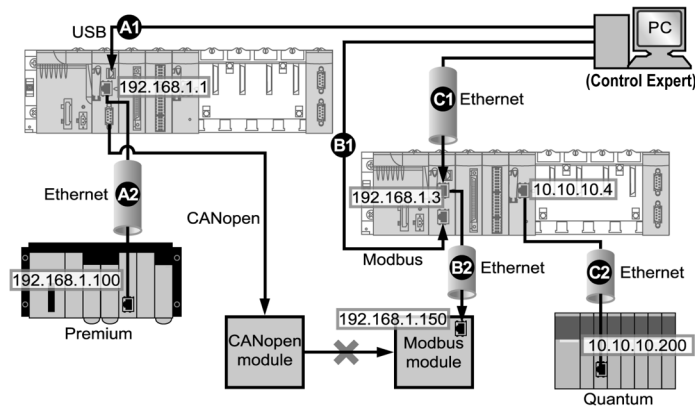 USB
A1
PC
(Control Expert)
192.168.1.1
C1
Ethernet
B1
Ethernet
A2
CANopen
192.168.1.3
10.10.10.4
Modbus
B2
Ethernet
C2
Ethernet
192.168.1.100
Premium
192.168.1.150
CANopen
module
Modbus
module
10.10.10.200
Quantum